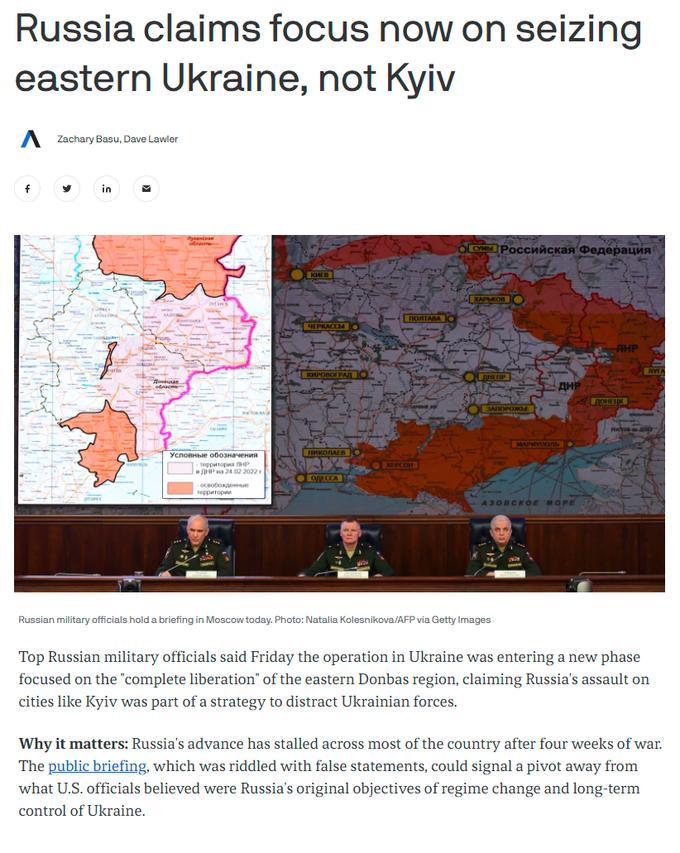 Russia claims focus now on seizing
eastern Ukraine, not Kyiv
Zachary Basu, Dave Lawler
Луганская
область
Донецкая
область
Условные обозначения
- территория ЛНР
и ДНР на 24.02.2022 г
- освобожденные
территории
СУМЫ Российская Федерация
КИЕВ
ХАРЬКОВ
ПОЛТАВА
ЧЕРКАССЫ
ЛНР
КИРОВОГРАД
ДНЕПР
ДНР
ЛУГА
ДОНЕЦК
ЗАПОРОЖЬЕ
МАРИУПОЛЬ
НИКОЛАЕВ
ХЕРСОН
ОДЕССА
АЗОВСКОЕ МОРЕ
Russian military officials hold a briefing in Moscow today. Photo: Natalia Kolesnikova/AFP via Getty Images
Top Russian military officials said Friday the operation in Ukraine was entering a new phase
focused on the "complete liberation" of the eastern Donbas region, claiming Russia's assault on
cities like Kyiv was part of a strategy to distract Ukrainian forces.
Why it matters: Russia's advance has stalled across most of the country after four weeks of war.
The public briefing, which was riddled with false statements, could signal a pivot away from
what U.S. officials believed were Russia's original objectives of regime change and long-term
control of Ukraine.